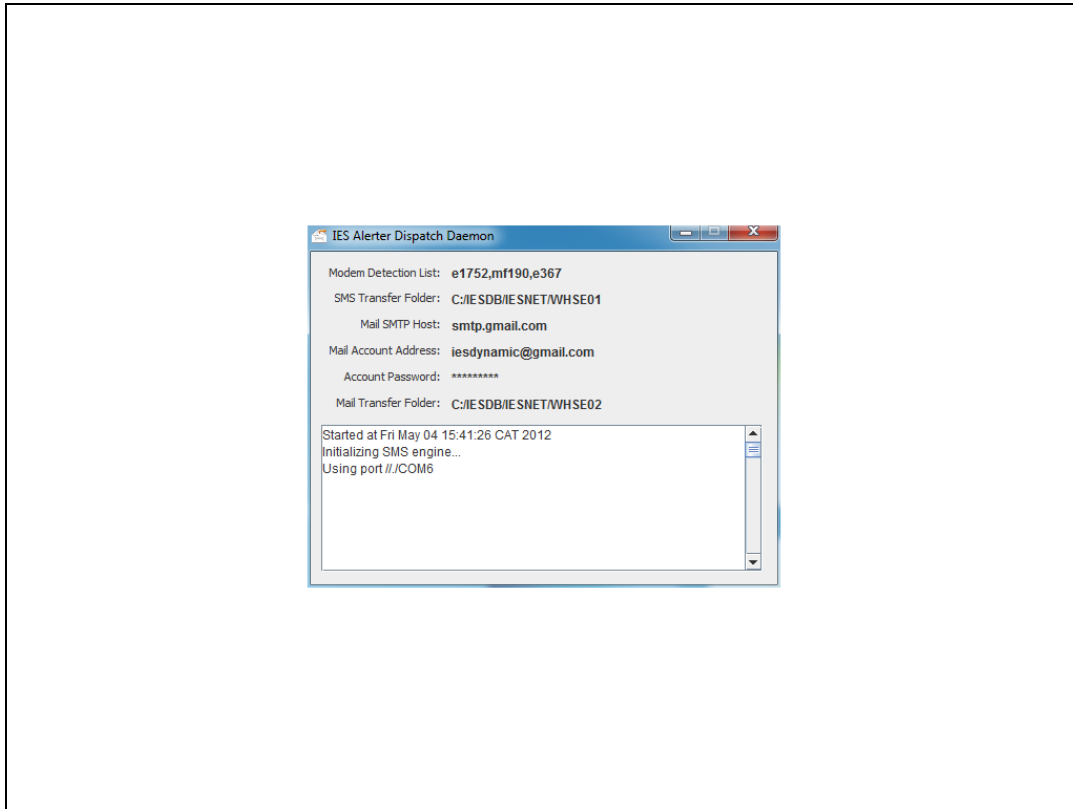 IES Alerter Dispatch Daemon
Modem Detection List: e1752,mf190,e367
SMS Transfer Folder: C:/IESDB/IESNET/WHSE01
Mail SMTP Host: smtp.gmail.com
Mail Account Address: iesdynamic@gmail.com
Account Password: *********
Mail Transfer Folder: C:/IESDB/IESNET/WHSE02
Started at Fri May 04 15:41:26 CAT 2012
Initializing SMS engine...
Using port //./COM6